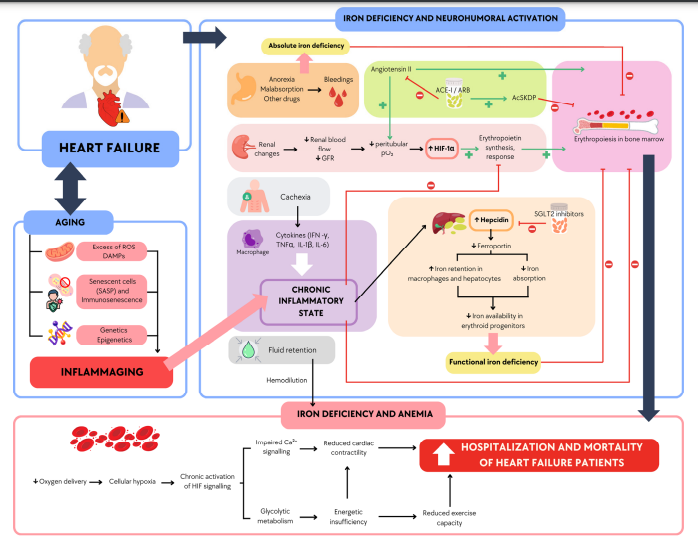 IRON DEFICIENCY AND NEUROHUMORAL ACTIVATION
Absolute iron deficiency
Anorexia
Malabsorption
Other drugs
Bleedings
Angiotensin II
ACE-I / ARB
AcSKDP
Erythropoiesis in bone marrow
Renal
changes
↓ Renal blood
flow
↓ GFR
↓ peritubular
pO₂
↑ HIF-1α
Erythropoietin
synthesis,
response
HEART FAILURE
AGING
Excess of ROS
DAMPs
Senescent cells
(SASP) and
Immunosenescence
Genetics
Epigenetics
INFLAMMAGING
Cachexia
Macrophage
Cytokines (βFN -γ,
TNFα, IL-1β, IL-6)
CHRONIC
INFLAMMATORY
STATE
Fluid retention
Hemodilution
↑ Hepcidin
SGLT2 inhibitors
↓ Ferroportin
↑ Iron retention in
macrophages and hepatocytes
↓ Iron
absorption
↓ Iron availability in
erythroid progenitors
Functional iron deficiency
IRON DEFICIENCY AND ANEMIA
↓ Oxygen delivery
Cellular hypoxia
Chronic activation
of HIF signalling
Impaired Ca²⁺
signalling
Reduced cardiac
contractility
Glycolytic
metabolism
Energetic
insufficiency
Reduced exercise
capacity
HOSPITALIZATION AND MORTALITY
OF HEART FAILURE PATIENTS